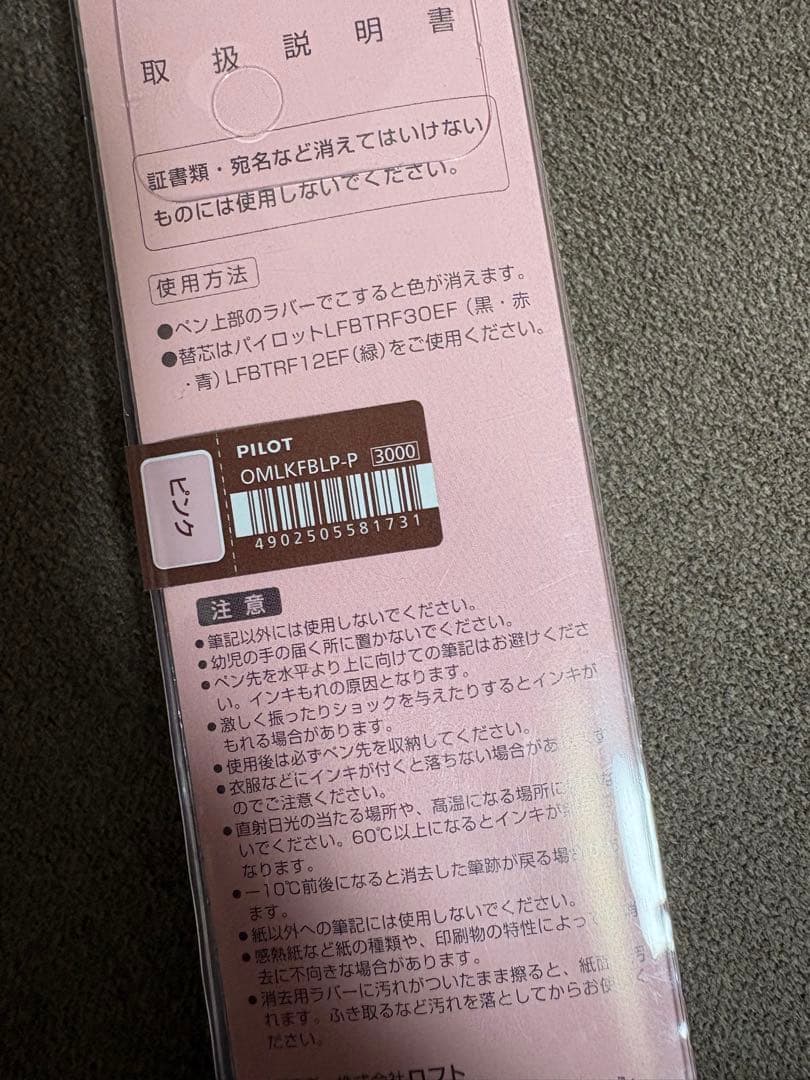 取扱説明書
証書類・宛名など消えてはいけない
ものには使用しないでください。
使用方法
●ペン上部のラバーでこすると色が消えます。
●替芯はパイロットLFBTRF30EF（黒・赤
・青）LFBTRF12EF（緑）をご使用ください。
ピンク
PILOT
OMLKFBLP-P 3000
4902505581731
注意
●筆記以外には使用しないでください。
●幼児の手の届く所に置かないでください。
●ペン先を水平より上に向けての筆記はお避けくださ
い。インキもれの原因となります。
●激しく振ったりショックを与えたりするとインキが
もれる場合があります。
●使用後は必ずペン先を収納してください。
●衣服などにインキが付くと落ちない場合があ す
のでご注意ください。
●直射日光の当たる場所や、高温になる場所に な
いでください。60℃以上になるとインキが
なります。
●－10℃前後になると消去した筆跡が戻る場
ます。
●紙以外への筆記には使用しないでください。
●感熱紙など紙の種類や、印刷物の特性によっ 消
去に不向きな場合があります。
●消去用ラバーに汚れがついたまま擦ると、紙面 汚
れます。ふき取るなど汚れを落としてからお使 く
ださい。
株式会社ロフト